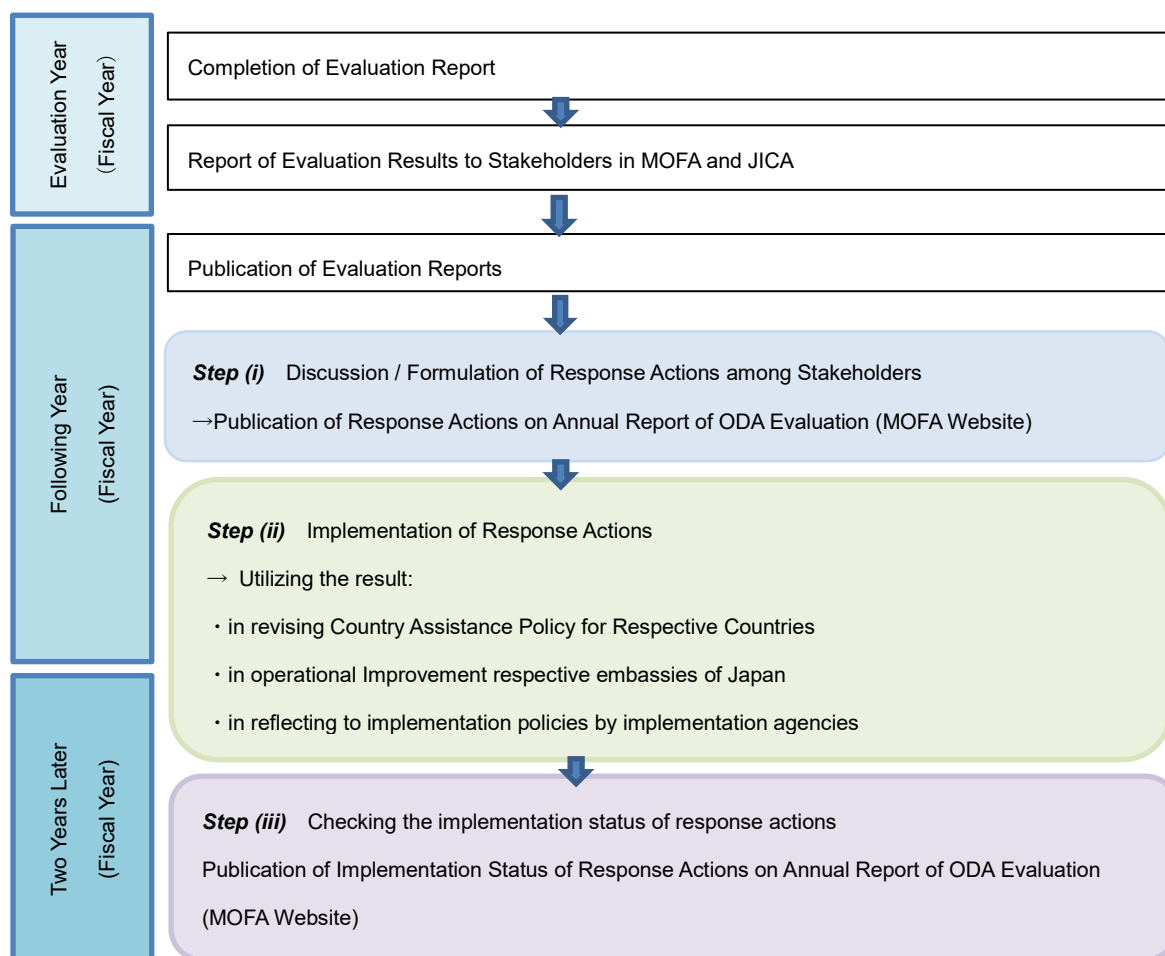 Evaluation Year
(Fiscal Year)
Completion of Evaluation Report
Report of Evaluation Results to Stakeholders in MOFA and JICA
Following Year
(Fiscal Year)
Publication of Evaluation Reports
Step (i) Discussion / Formulation of Response Actions among Stakeholders
→Publication of Response Actions on Annual Report of ODA Evaluation (MOFA Website)
Step (ii) Implementation of Response Actions
→ Utilizing the result:
・in revising Country Assistance Policy for Respective Countries
・in operational Improvement respective embassies of Japan
・in reflecting to implementation policies by implementation agencies
Two Years Later
(Fiscal Year)
Step (iii) Checking the implementation status of response actions
Publication of Implementation Status of Response Actions on Annual Report of ODA Evaluation
(MOFA Website)